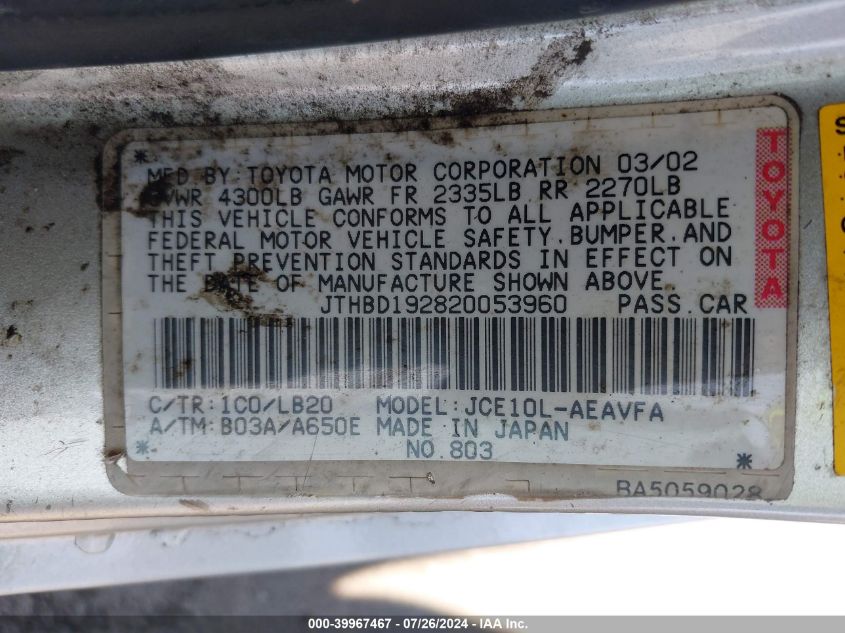 MFD BY: TOYOTA MOTOR CORPORATION 03/02
GVWR 4300LB GAWR FR 2335LB RR 2270LB
THIS VEHICLE CONFORMS TO ALL APPLICABLE
FEDERAL MOTOR VEHICLE SAFETY, BUMPER, AND
THEFT PREVENTION STANDARDS IN EFFECT ON
THE DATE OF MANUFACTURE SHOWN ABOVE.
JTHBD192820053960 PASS. CAR
TOYOTA
C/TR: 1C0/LB20 MODEL: JCE10L-AEAVFA
A/TM: B03A/A650E MADE IN JAPAN
NO. 803
BA5059028
000-39967467 - 07/26/2024 - IAA Inc.